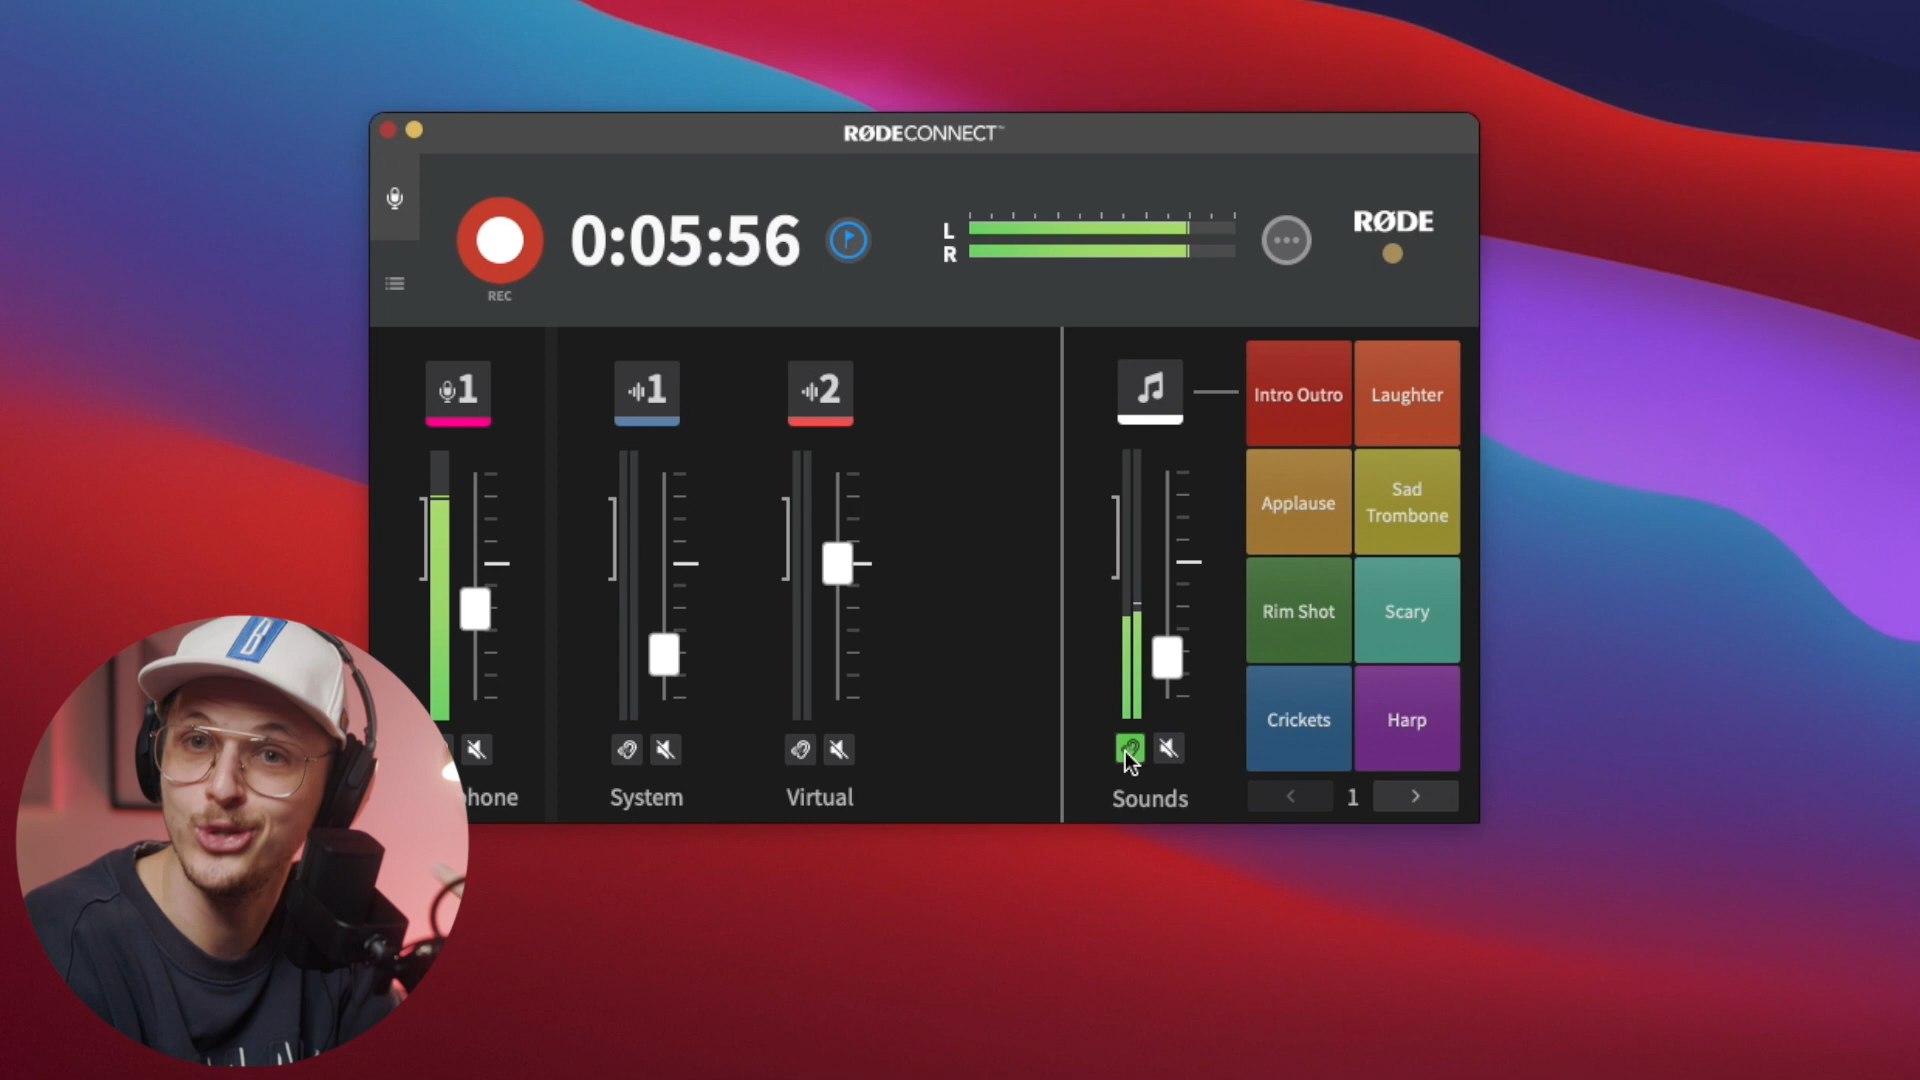 RØDECONNECT™
0:05:56
REC
L
R
RØDE
1
1
2
Intro Outro
Laughter
Applause
Sad
Trombone
Rim Shot
Scary
Crickets
Harp
phone
System
Virtual
Sounds
< 1 >
B